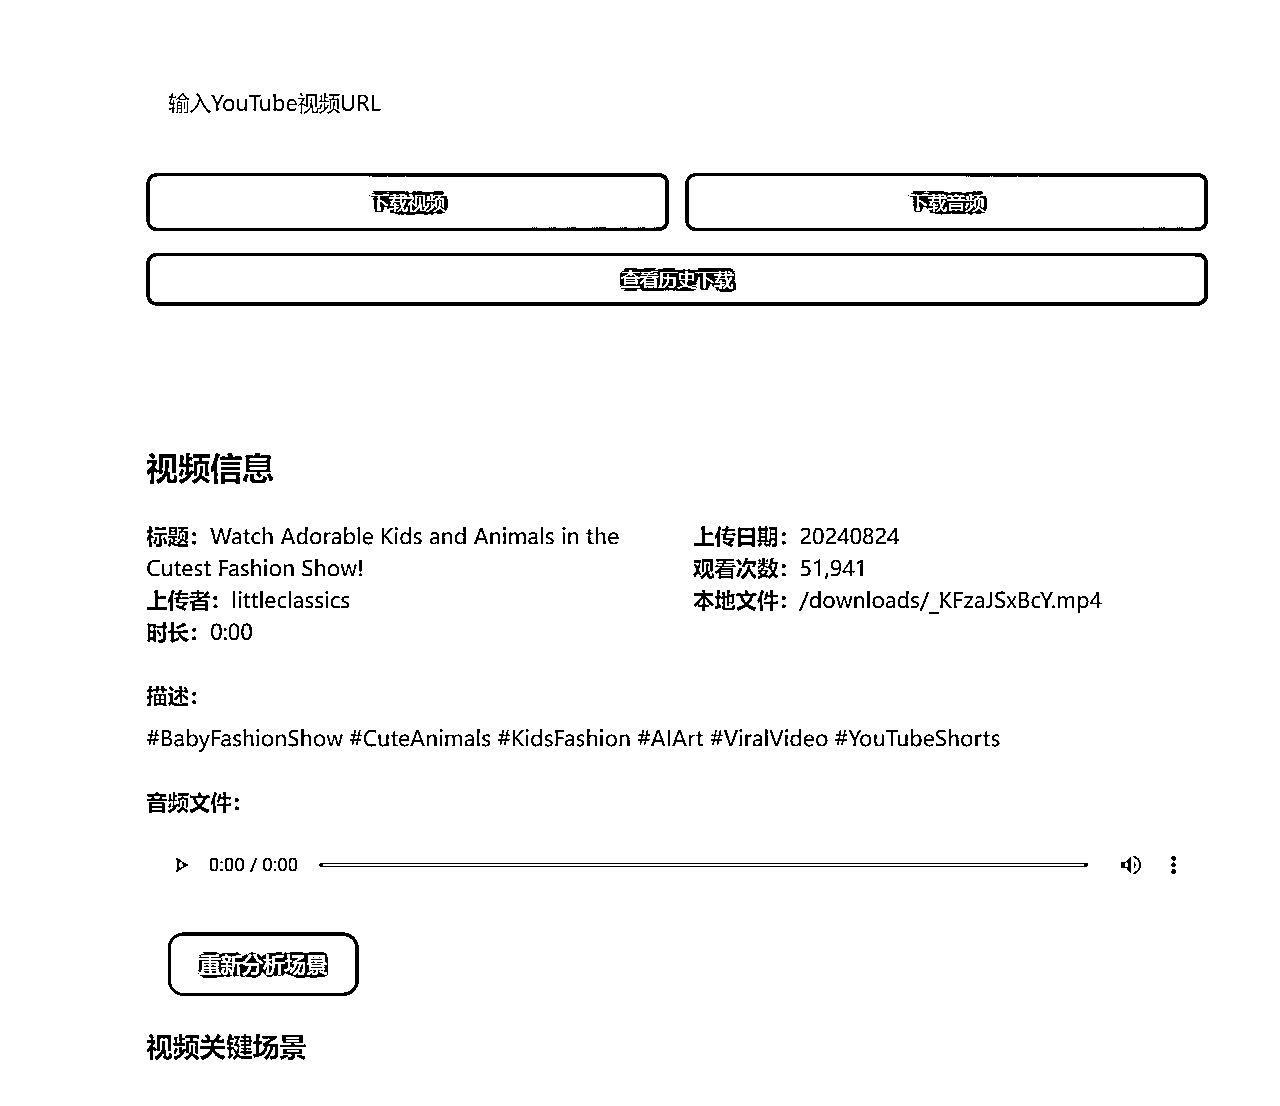 输入YouTube视频URL
下载视频
下载音频
查看历史下载
视频信息
标题：Watch Adorable Kids and Animals in the
Cutest Fashion Show!
上传者：littleclassics
时长：0:00
上传日期：20240824
观看次数：51,941
本地文件：/downloads/_KFzaJSxBcY.mp4
描述：
#BabyFashionShow #CuteAnimals #KidsFashion #AIArt #ViralVideo #YouTubeShorts
音频文件：
0:00 / 0:00
重新分析场景
视频关键场景